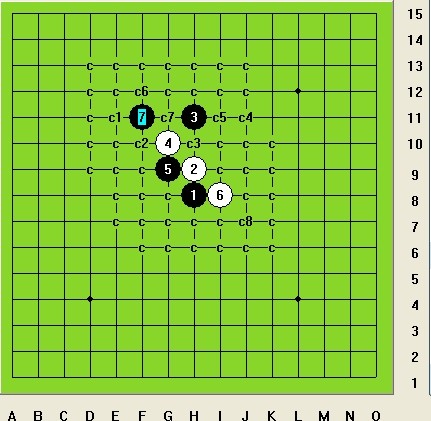 15
14
c c c c c c c 13
c c c6 c c c c 12
c c1 7 c7 3 c5 c4 11
c c c2 4 c3 c c c 10
c c c 5 2 c c c 9
c c c 1 6 c c 8
c c c c c c8 c 7
c c c c c c 6
5
4
3
2
1
A B C D E F G H I J K L M N O